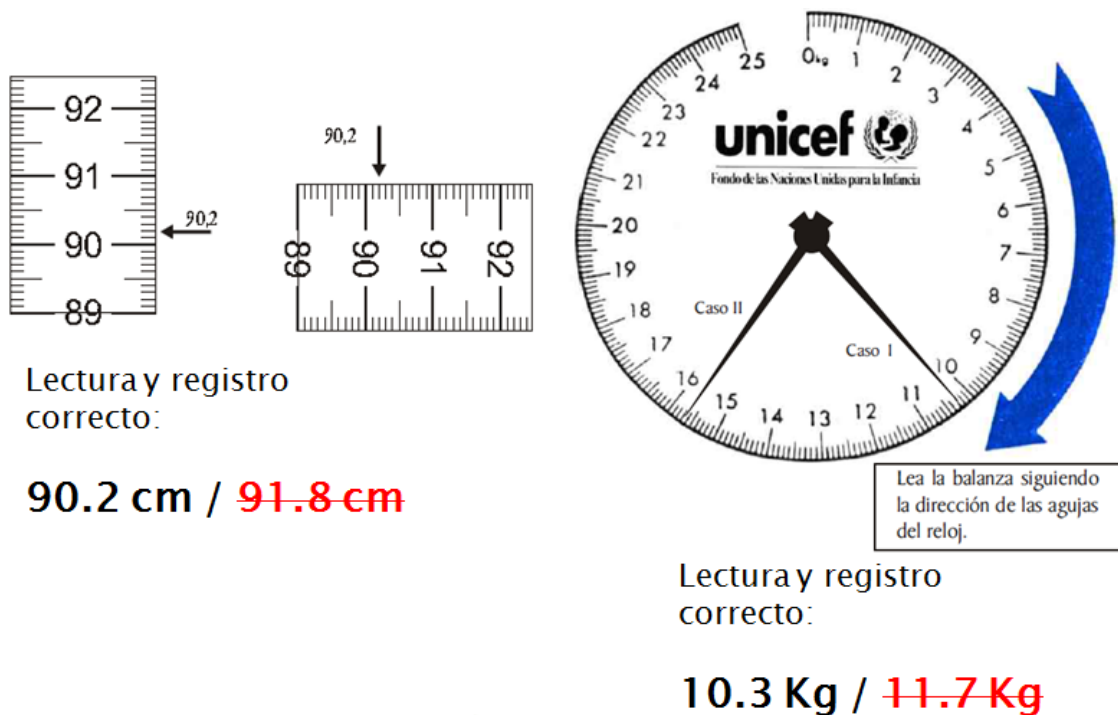 92
91
90
89
90,2
90,2
89 90 91 92
Lectura y registro
correcto:
90.2 cm / 91.8 cm
0kg 1 2 3 4 5 6 7 8 9 10 11 12 13 14 15 16 17 18 19 20 21 22 23 24 25
unicef
Fondo de las Naciones Unidas para la Infancia
Caso II
Caso I
Lea la balanza siguiendo
la dirección de las agujas
del reloj.
Lectura y registro
correcto:
10.3 Kg / 11.7 Kg